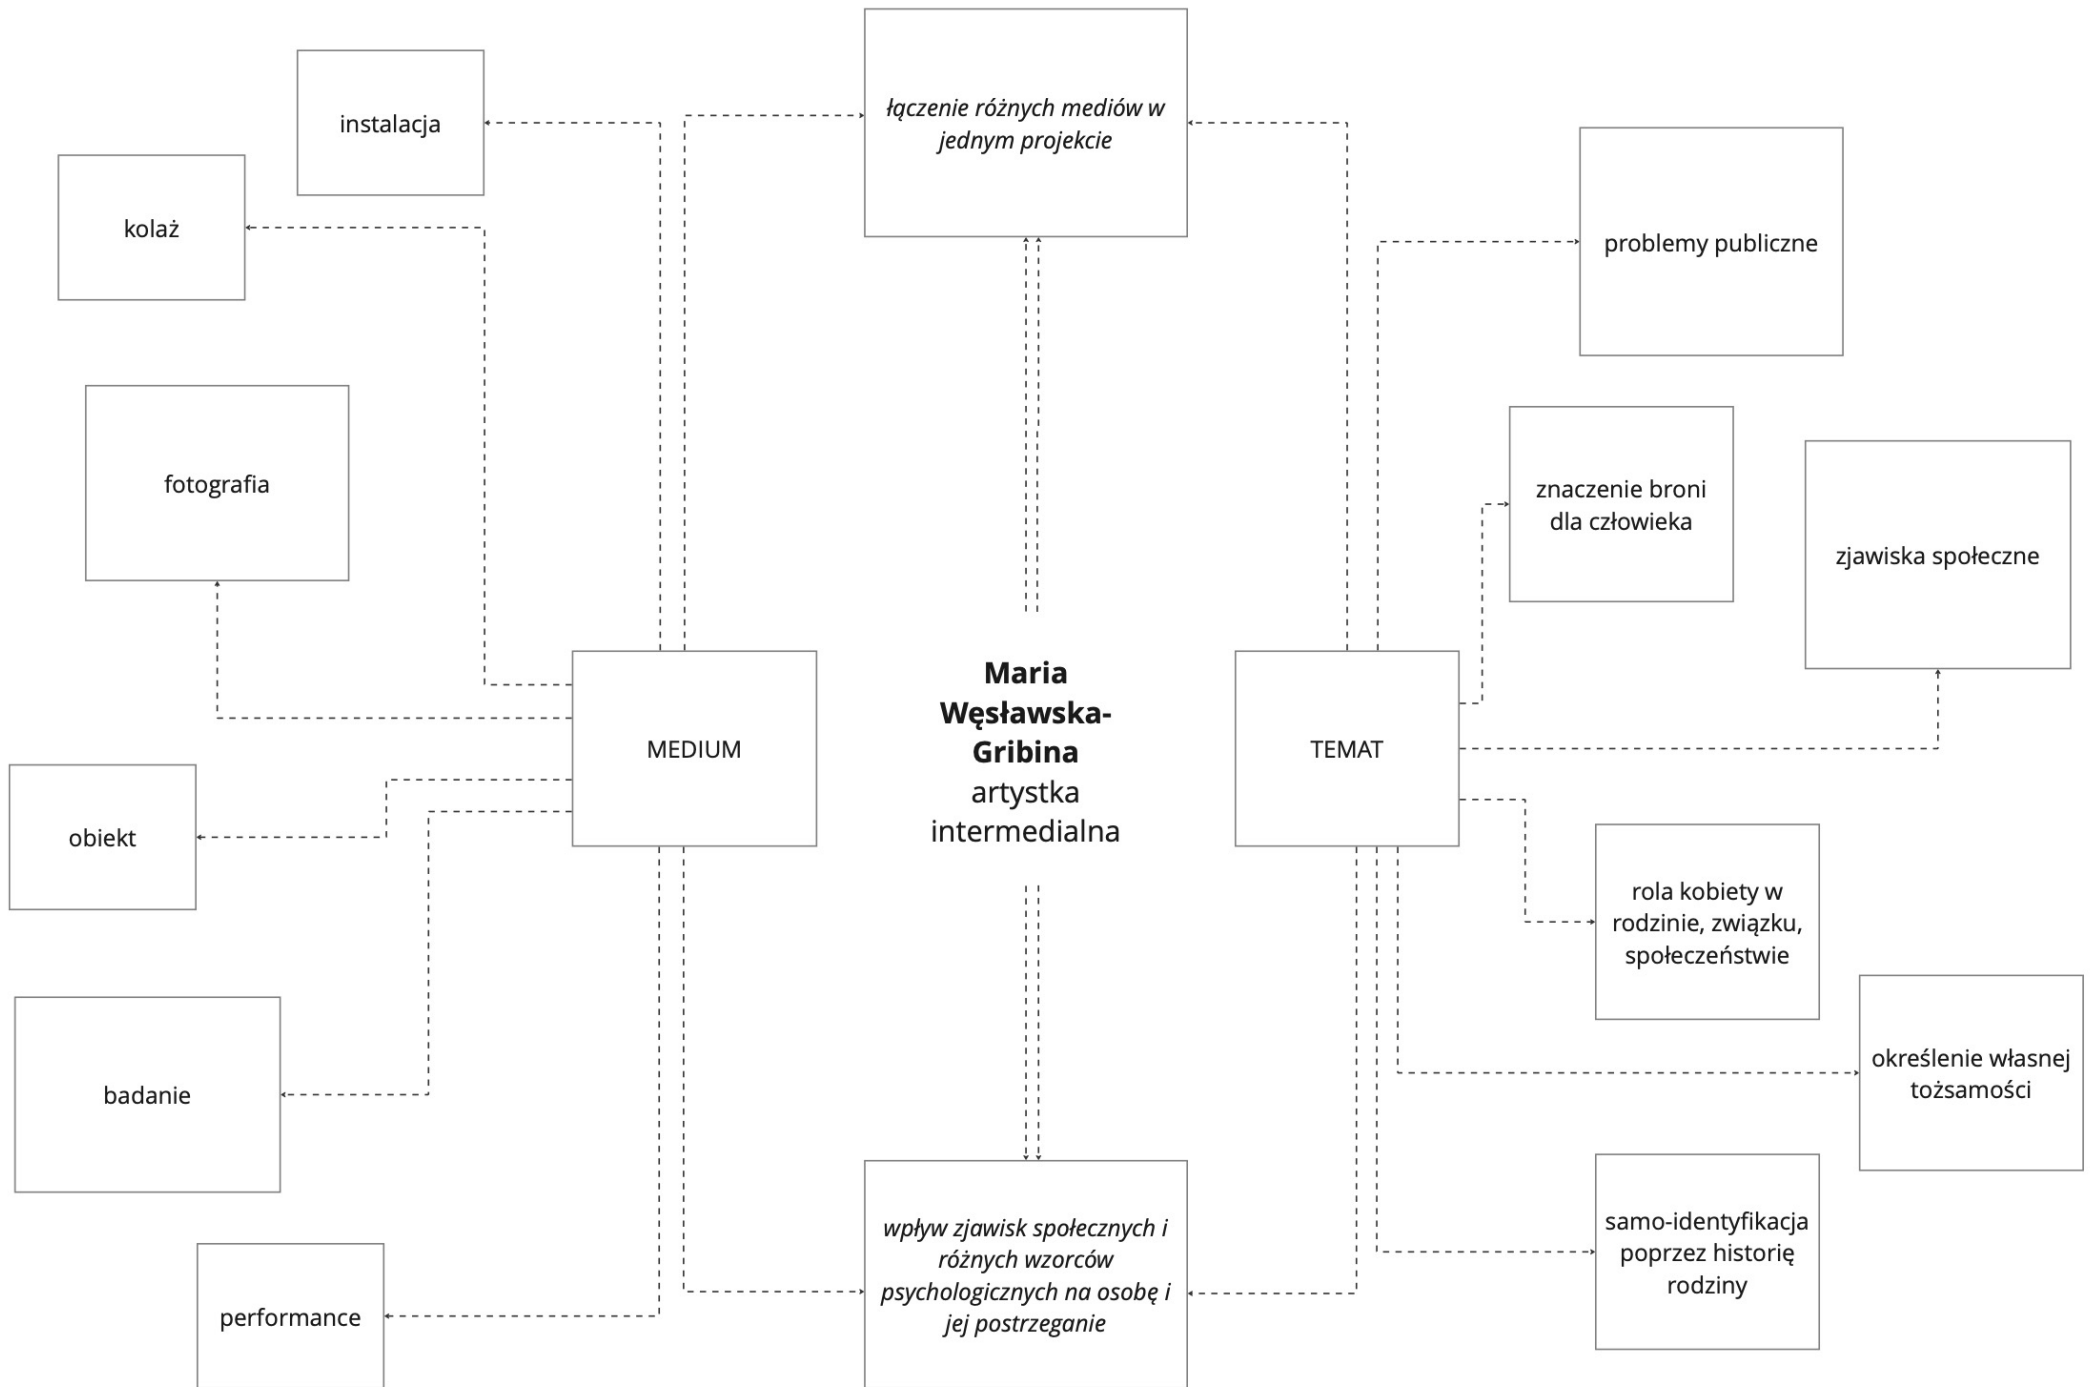 łączenie różnych mediów w
jednym projekcie
instalacja
kolaż
problemy publiczne
fotografia
znaczenie broni
dla człowieka
zjawiska społeczne
MEDIUM
Maria
Węsławska-
Gribina
artystka
intermedialna
TEMAT
obiekt
rola kobiety w
rodzinie, związku,
społeczeństwie
badanie
określenie własnej
tożsamości
performance
wpływ zjawisk społecznych i
różnych wzorców
psychologicznych na osobę i
jej postrzeganie
samo-identyfikacja
poprzez historię
rodziny